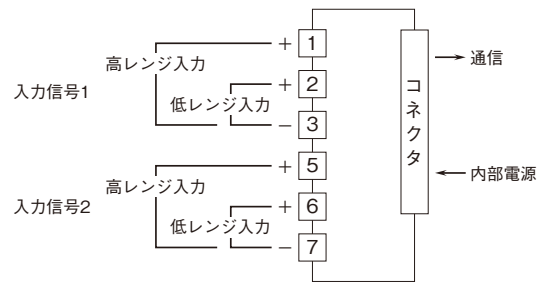 + 1
高レンジ入力
+ 2
入力信号1
低レンジ入力
− 3
+ 5
高レンジ入力
+ 6
入力信号2
低レンジ入力
− 7
コネクタ
通信
内部電源